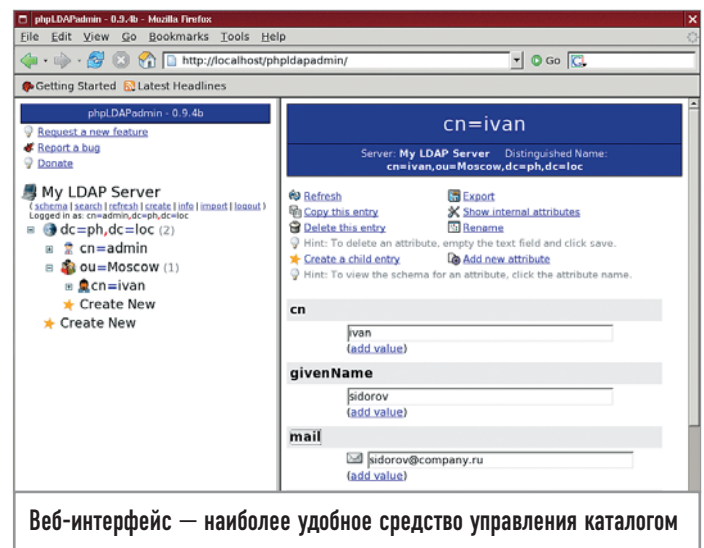 phpLDAPadmin - 0.9.4b - Mozilla Firefox
File Edit View Go Bookmarks Tools Help
http://localhost/phpldapadmin/
Go
Getting Started
Latest Headlines
phpLDAPadmin - 0.9.4b
Request a new feature
Report a bug
Donate
My LDAP Server
( schema | search | refresh | create | info | import | logout )
Logged in as: cn=admin,dc=ph,dc=loc
dc=ph,dc=loc (2)
cn=admin
ou=Moscow (1)
cn=ivan
Create New
Create New
cn=ivan
Server: My LDAP Server Distinguished Name:
cn=ivan,ou=Moscow,dc=ph,dc=loc
Refresh
Export
Copy this entry
Show internal attributes
Delete this entry
Rename
Hint: To delete an attribute, empty the text field and click save.
Create a child entry
Add new attribute
Hint: To view the schema for an attribute, click the attribute name.
cn
ivan
(add value)
givenName
sidorov
(add value)
mail
sidorov@company.ru
(add value)
Веб-интерфейс — наиболее удобное средство управления каталогом